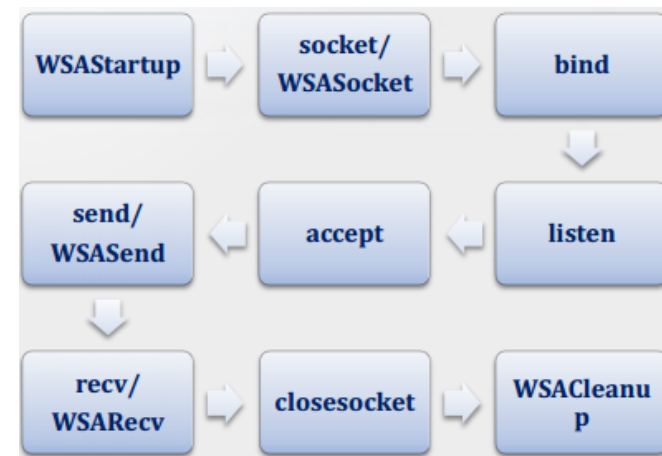 WSAStartup
socket/
WSASocket
bind
send/
WSASend
accept
listen
recv/
WSARecv
closesocket
WSACleanu
p